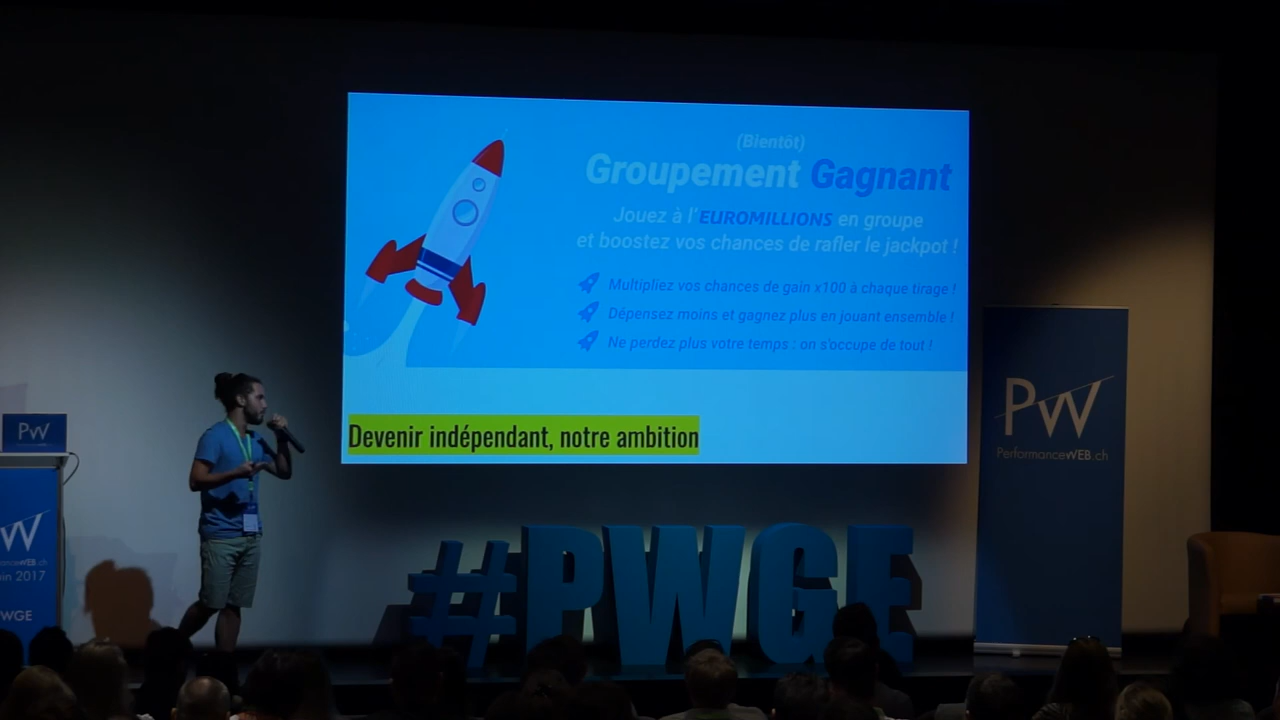 (Bientôt)
Groupement Gagnant
Jouez à l'EUROMILLIONS en groupe
et boostez vos chances de rafler le jackpot !
Multipliez vos chances de gain x100 à chaque tirage !
Dépensez moins et gagnez plus en jouant ensemble !
Ne perdez plus votre temps : on s'occupe de tout !
Devenir indépendant, notre ambition
PW
PerformanceWEB.ch
PW
2017
WGE
#PWGE